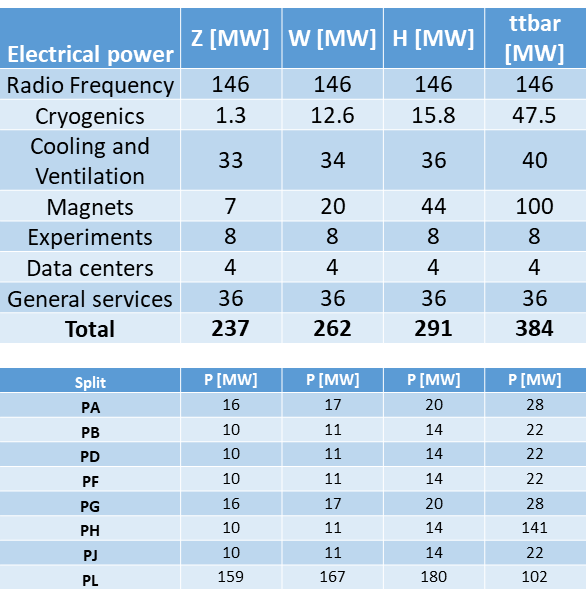 Electrical power Z [MW] W [MW] H [MW] ttbar [MW]
Radio Frequency 146 146 146 146
Cryogenics 1.3 12.6 15.8 47.5
Cooling and Ventilation 33 34 36 40
Magnets 7 20 44 100
Experiments 8 8 8 8
Data centers 4 4 4 4
General services 36 36 36 36
Total 237 262 291 384
Split P [MW] P [MW] P [MW] P [MW]
PA 16 17 20 28
PB 10 11 14 22
PD 10 11 14 22
PF 10 11 14 22
PG 16 17 20 28
PH 10 11 14 141
PJ 10 11 14 22
PL 159 167 180 102